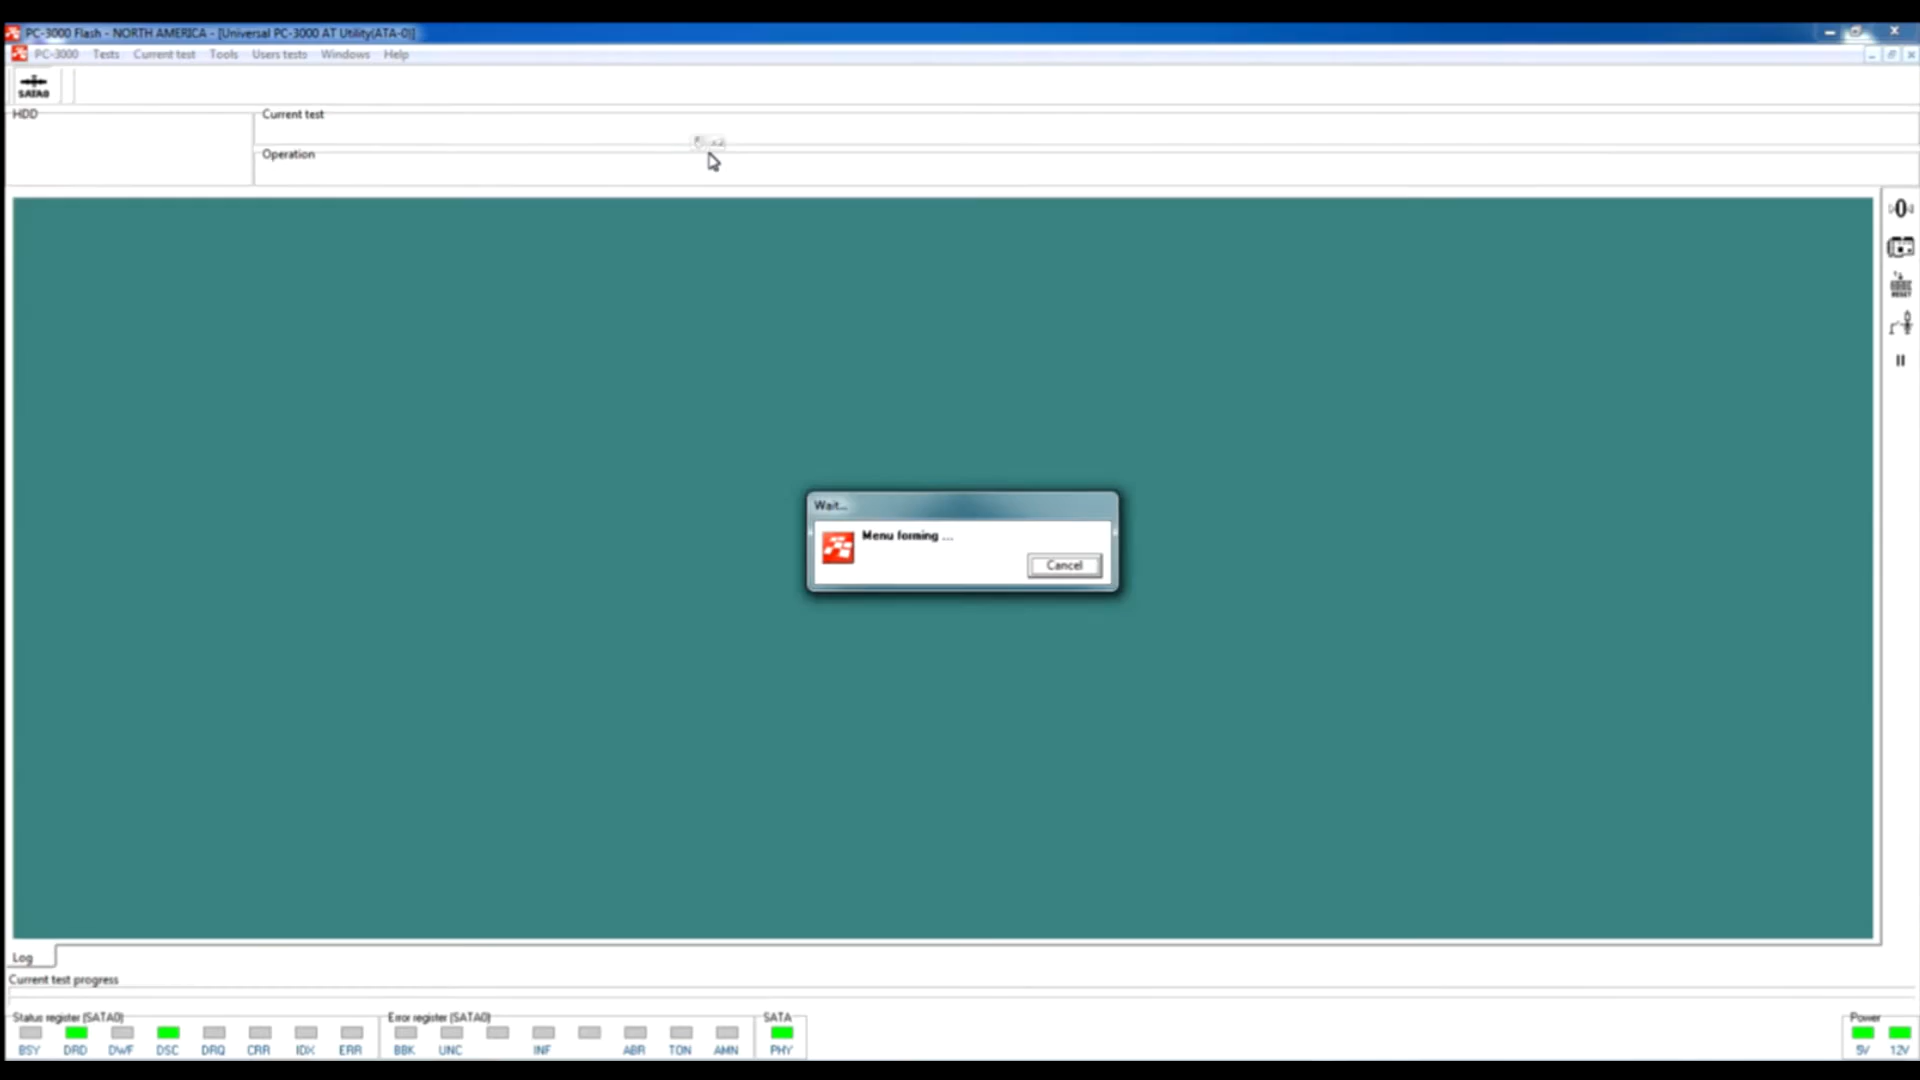 PC-3000 Flash - NORTH AMERICA - [Universal PC-3000 AT Utility(ATA-0)]
PC-3000 Tests Current test Tools Users tests Windows Help
SATA0
HDD
Current test
Operation
RESET
Wait...
Menu forming ...
Cancel
Log
Current test progress
Status register (SATA0) Error register (SATA0) SATA Power
BSY DRD DWF DSC DRQ CRR IDX ERR BBK UNC INF ABR TON AMN PHY 5V 12V